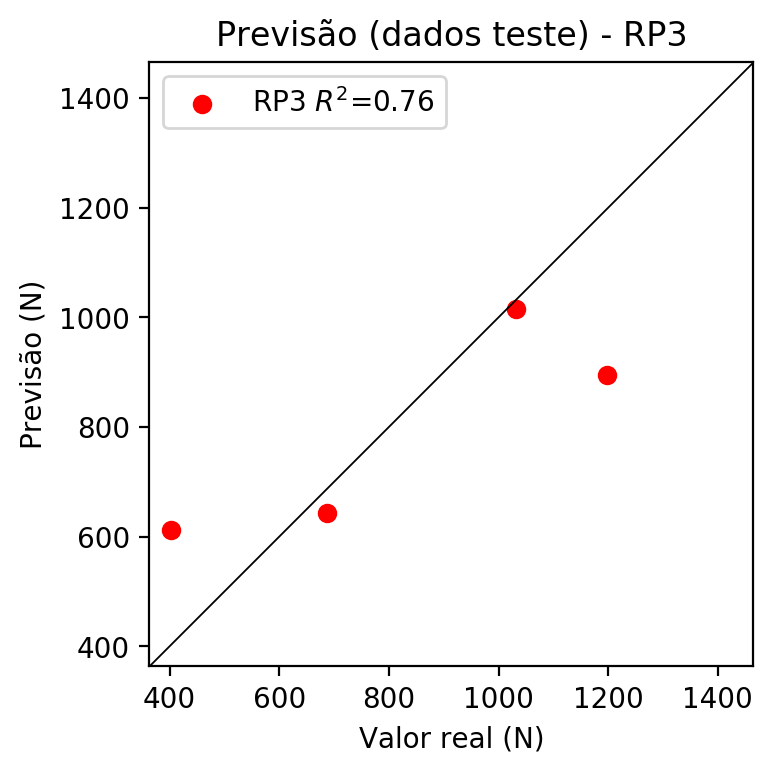 Previsão (dados teste) - RP3
RP3 R²=0.76
Previsão (N)
1400
1200
1000
800
600
400
400 600 800 1000 1200 1400
Valor real (N)